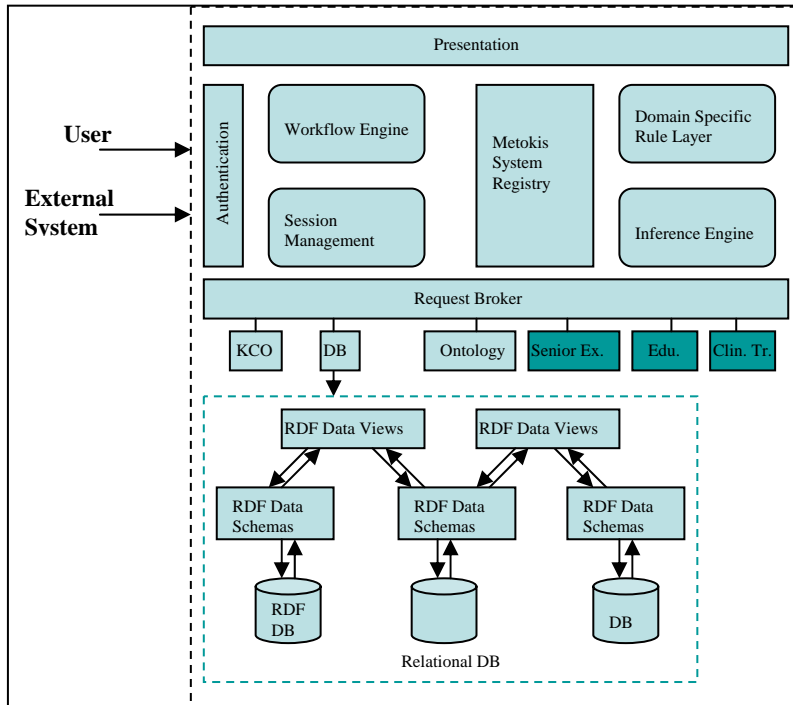 Presentation
User
External
System
Authentication
Workflow Engine
Session
Management
Metokis
System
Registry
Domain Specific
Rule Layer
Inference Engine
Request Broker
KCO
DB
Ontology
Senior Ex.
Edu.
Clin. Tr.
RDF Data Views
RDF Data Views
RDF Data
Schemas
RDF Data
Schemas
RDF Data
Schemas
RDF
DB
DB
Relational DB